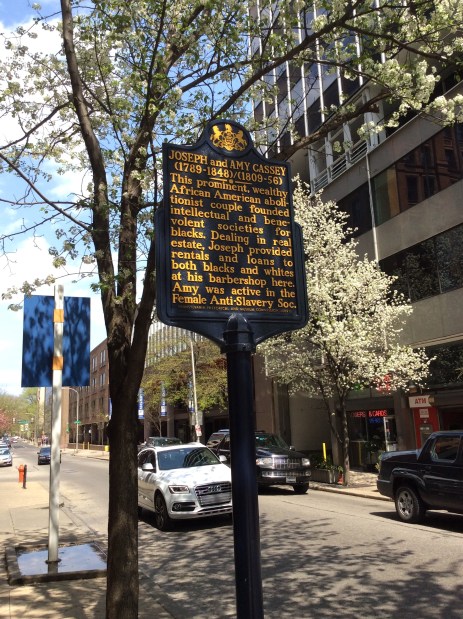 JOSEPH and AMY CASSEY
(1789-1848)/(1809-56)
This prominent, wealthy
African American aboli-
tionist couple founded
intellectual and bene-
volent societies for
blacks. Dealing in real
estate, Joseph provided
rentals and loans to
both blacks and whites
at his barbershop here.
Amy was active in the
Female Anti-Slavery Soc.
ATM